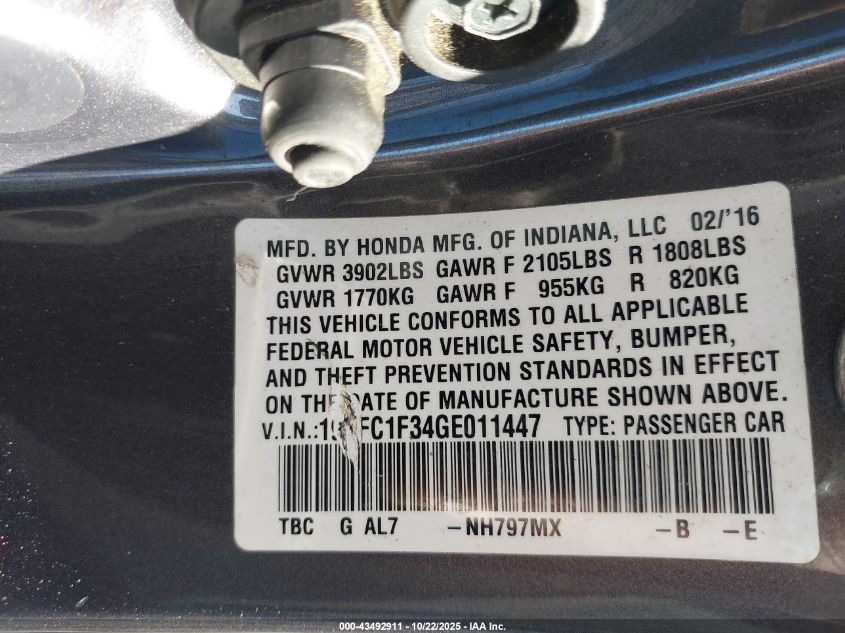 MFD. BY HONDA MFG. OF INDIANA, LLC 02/'16
GVWR 3902LBS GAWR F 2105LBS R 1808LBS
GVWR 1770KG GAWR F 955KG R 820KG
THIS VEHICLE CONFORMS TO ALL APPLICABLE
FEDERAL MOTOR VEHICLE SAFETY, BUMPER,
AND THEFT PREVENTION STANDARDS IN EFFECT
ON THE DATE OF MANUFACTURE SHOWN ABOVE.
V.I.N.: TYPE: PASSENGER CAR
TBC G AL7 -NH797MX -B -E
000-43492911 - 10/22/2025 - IAA Inc.